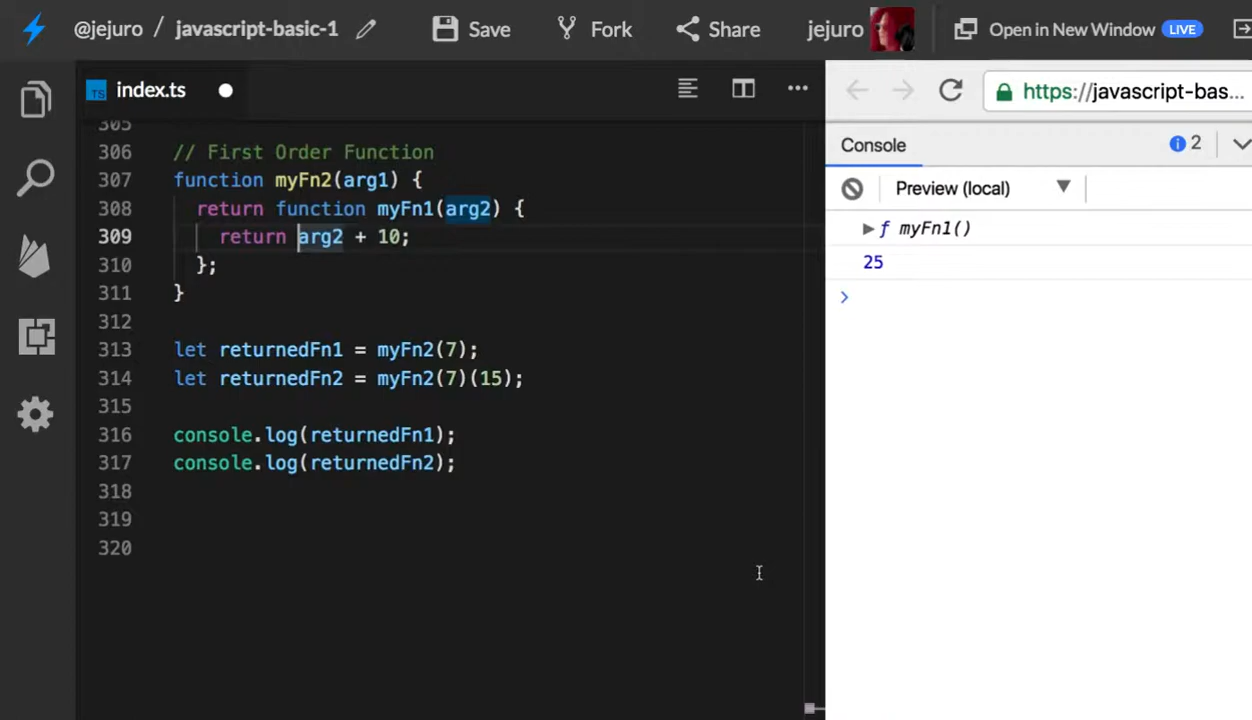 @jejuro / javascript-basic-1 Save Fork Share jejuro Open in New Window LIVE
TS index.ts
https://javascript-bas...
Console 2
Preview (local)
305
306 // First Order Function
307 function myFn2(arg1) {
308 return function myFn1(arg2) {
309 return arg2 + 10;
310 };
311 }
312
313 let returnedFn1 = myFn2(7);
314 let returnedFn2 = myFn2(7)(15);
315
316 console.log(returnedFn1);
317 console.log(returnedFn2);
318
319
320
ƒ myFn1()
25